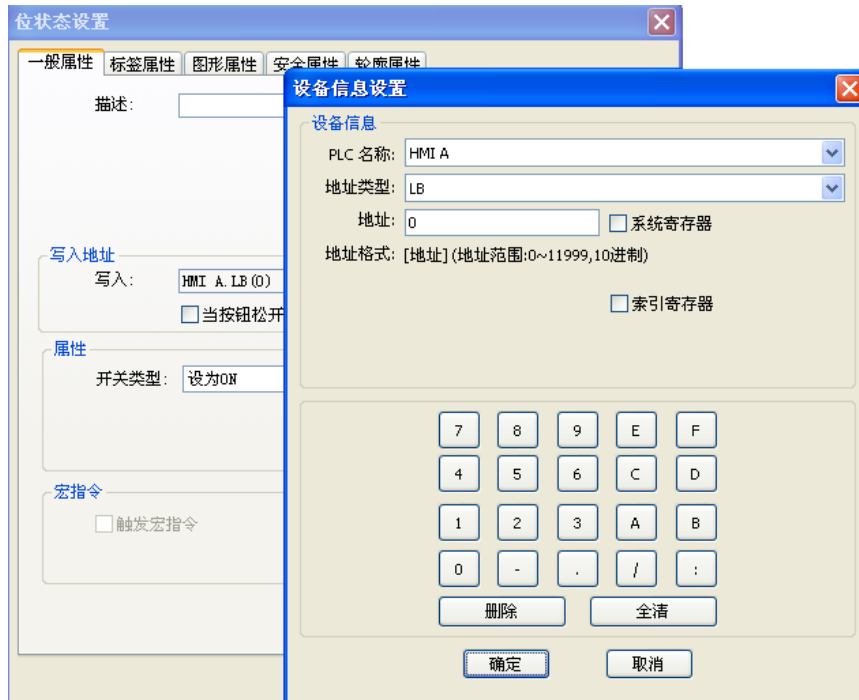 位状态设置
一般属性 标签属性 图形属性 安全属性 轮廓属性
描述:
写入地址
写入: HMI A.LB(0)
当按钮松开
属性
开关类型: 设为ON
宏指令
触发宏指令
设备信息设置
设备信息
PLC 名称: HMI A
地址类型: LB
地址: 0 系统寄存器
地址格式: [地址](地址范围:0~11999,10进制)
索引寄存器
7 8 9 E F
4 5 6 C D
1 2 3 A B
0 - . / :
删除 全清
确定 取消